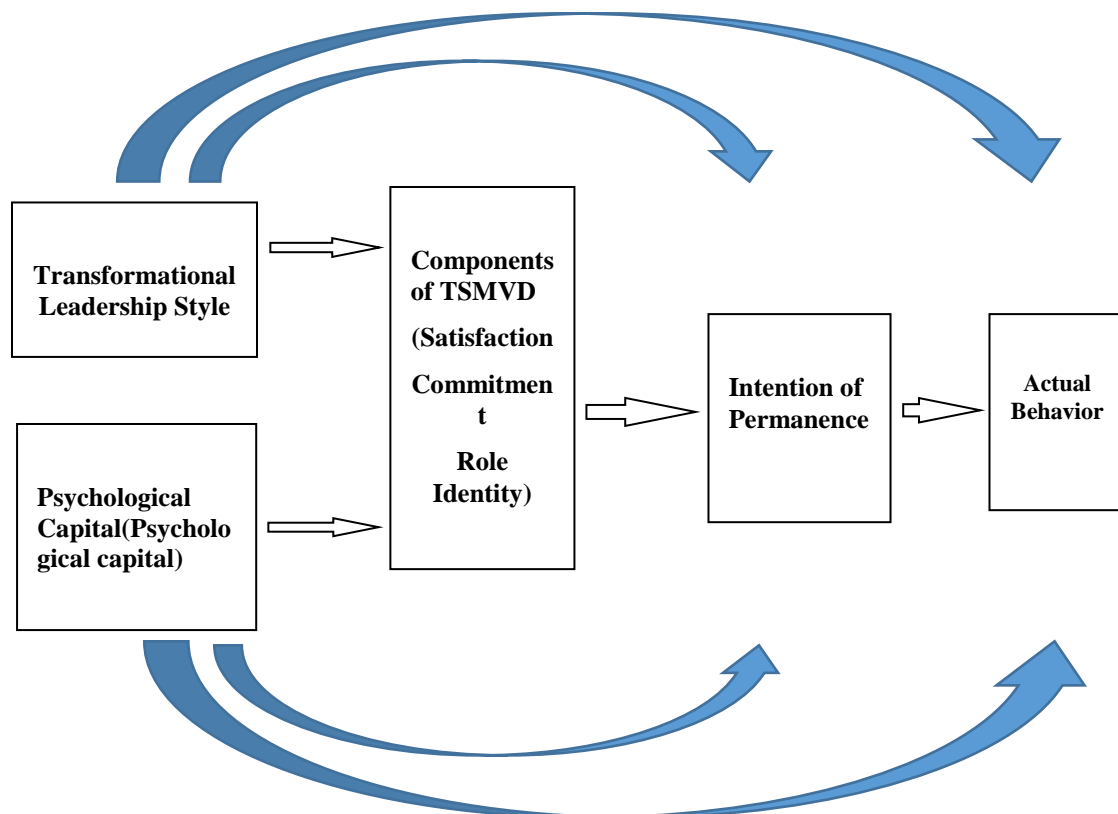 Transformational
Leadership Style
Psychological
Capital(Psycholo
gical capital)
Components
of TSMVD
(Satisfaction
Commitmen
t
Role
Identity)
Intention of
Permanence
Actual
Behavior